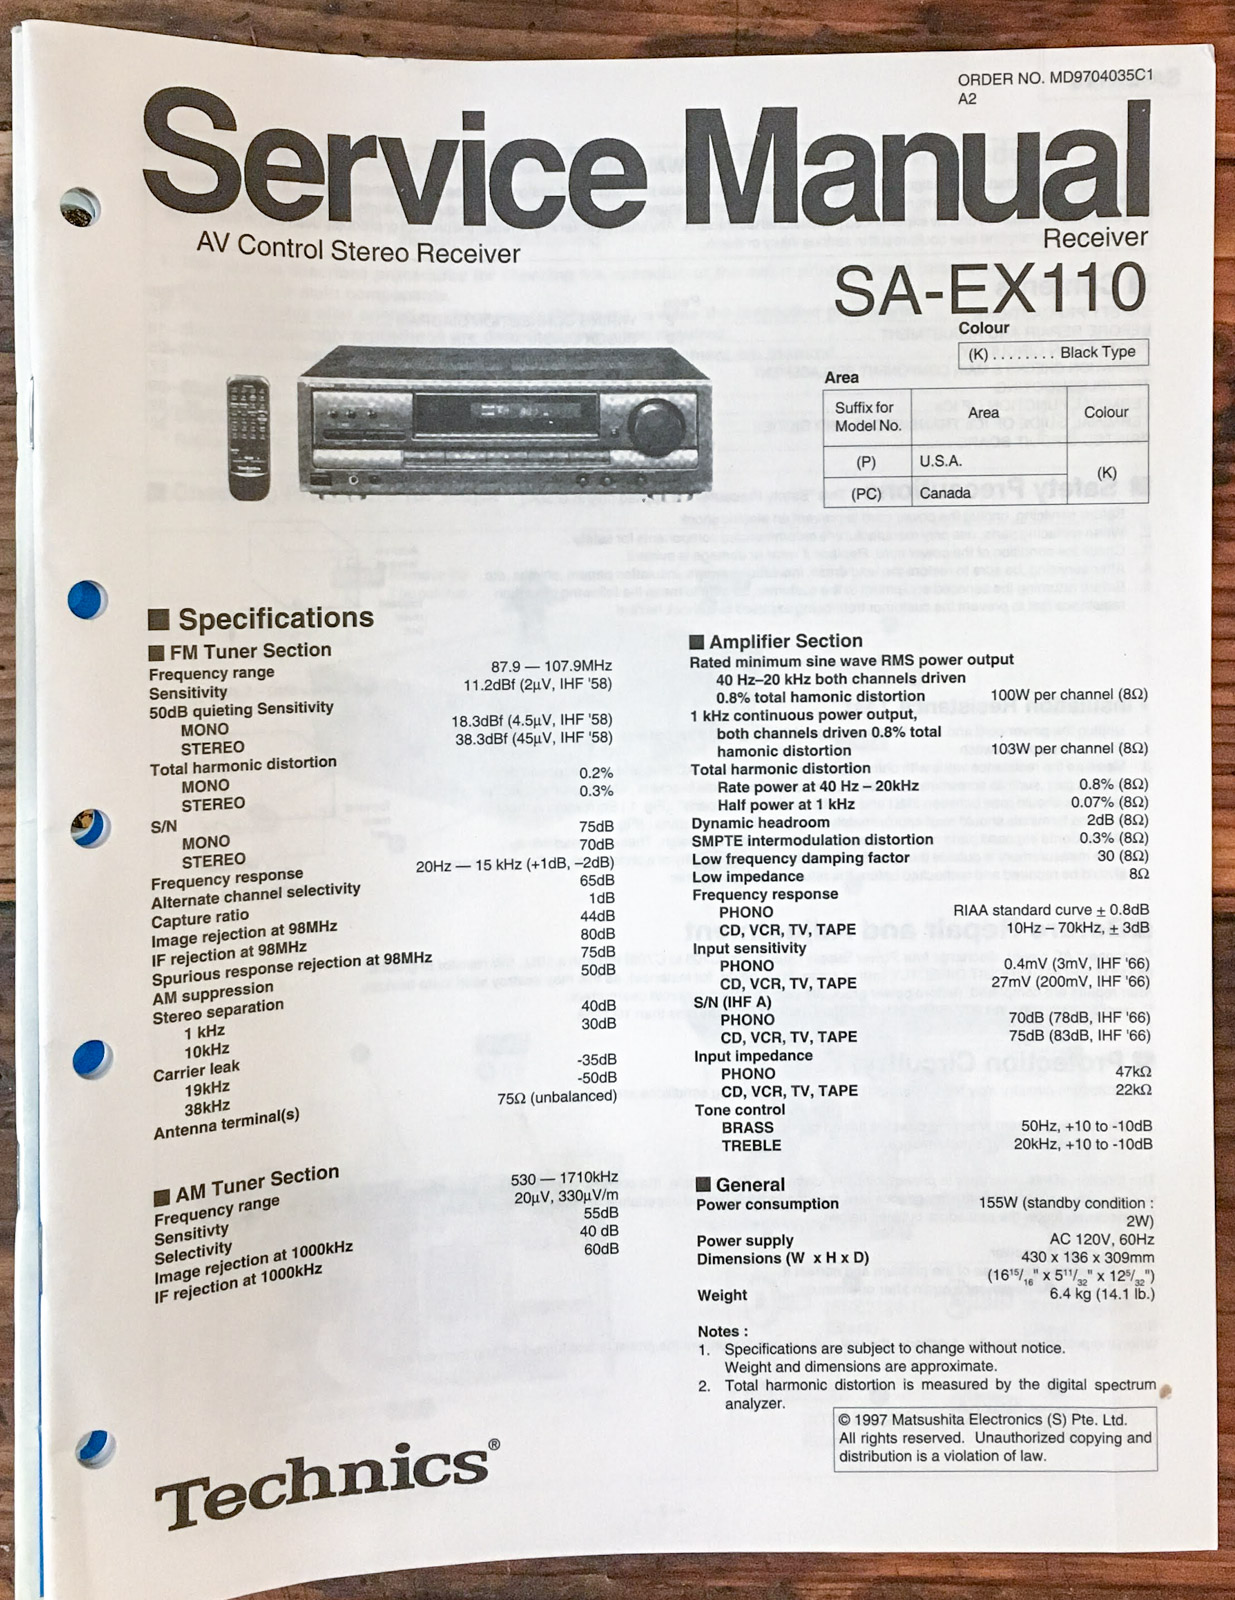 ORDER NO. MD9704035C1
A2
Service Manual
AV Control Stereo Receiver
Receiver
SA-EX110
Colour
(K) . . . . . . . . Black Type
Area
Suffix for Model No. Area Colour
(P) U.S.A. (K)
(PC) Canada
■ Specifications
■ FM Tuner Section
Frequency range 87.9 — 107.9MHz
Sensitivity 11.2dBf (2μV, IHF '58)
50dB quieting Sensitivity
MONO 18.3dBf (4.5μV, IHF '58)
STEREO 38.3dBf (45μV, IHF '58)
Total harmonic distortion
MONO 0.2%
STEREO 0.3%
S/N
MONO 75dB
STEREO 70dB
Frequency response 20Hz — 15 kHz (+1dB, –2dB)
Alternate channel selectivity 65dB
Capture ratio 1dB
Image rejection at 98MHz 44dB
IF rejection at 98MHz 80dB
Spurious response rejection at 98MHz 75dB
AM suppression 50dB
Stereo separation
1 kHz 40dB
10kHz 30dB
Carrier leak
19kHz -35dB
38kHz -50dB
Antenna terminal(s) 75Ω (unbalanced)
■ AM Tuner Section
Frequency range 530 — 1710kHz
Sensitivty 20μV, 330μV/m
Selectivity 55dB
Image rejection at 1000kHz 40 dB
IF rejection at 1000kHz 60dB
■ Amplifier Section
Rated minimum sine wave RMS power output
40 Hz–20 kHz both channels driven
0.8% total hamonic distortion 100W per channel (8Ω)
1 kHz continuous power output,
both channels driven 0.8% total
hamonic distortion 103W per channel (8Ω)
Total harmonic distortion
Rate power at 40 Hz – 20kHz 0.8% (8Ω)
Half power at 1 kHz 0.07% (8Ω)
Dynamic headroom 2dB (8Ω)
SMPTE intermodulation distortion 0.3% (8Ω)
Low frequency damping factor 30 (8Ω)
Low impedance 8Ω
Frequency response
PHONO RIAA standard curve ± 0.8dB
CD, VCR, TV, TAPE 10Hz – 70kHz, ± 3dB
Input sensitivity
PHONO 0.4mV (3mV, IHF '66)
CD, VCR, TV, TAPE 27mV (200mV, IHF '66)
S/N (IHF A)
PHONO 70dB (78dB, IHF '66)
CD, VCR, TV, TAPE 75dB (83dB, IHF '66)
Input impedance
PHONO 47kΩ
CD, VCR, TV, TAPE 22kΩ
Tone control
BRASS 50Hz, +10 to -10dB
TREBLE 20kHz, +10 to -10dB
■ General
Power consumption 155W (standby condition :
2W)
Power supply AC 120V, 60Hz
Dimensions (W x H x D) 430 x 136 x 309mm
(16 15/16" x 5 11/32" x 12 5/32")
Weight 6.4 kg (14.1 lb.)
Notes :
1. Specifications are subject to change without notice.
Weight and dimensions are approximate.
2. Total harmonic distortion is measured by the digital spectrum
analyzer.
© 1997 Matsushita Electronics (S) Pte. Ltd.
All rights reserved. Unauthorized copying and
distribution is a violation of law.
Technics®